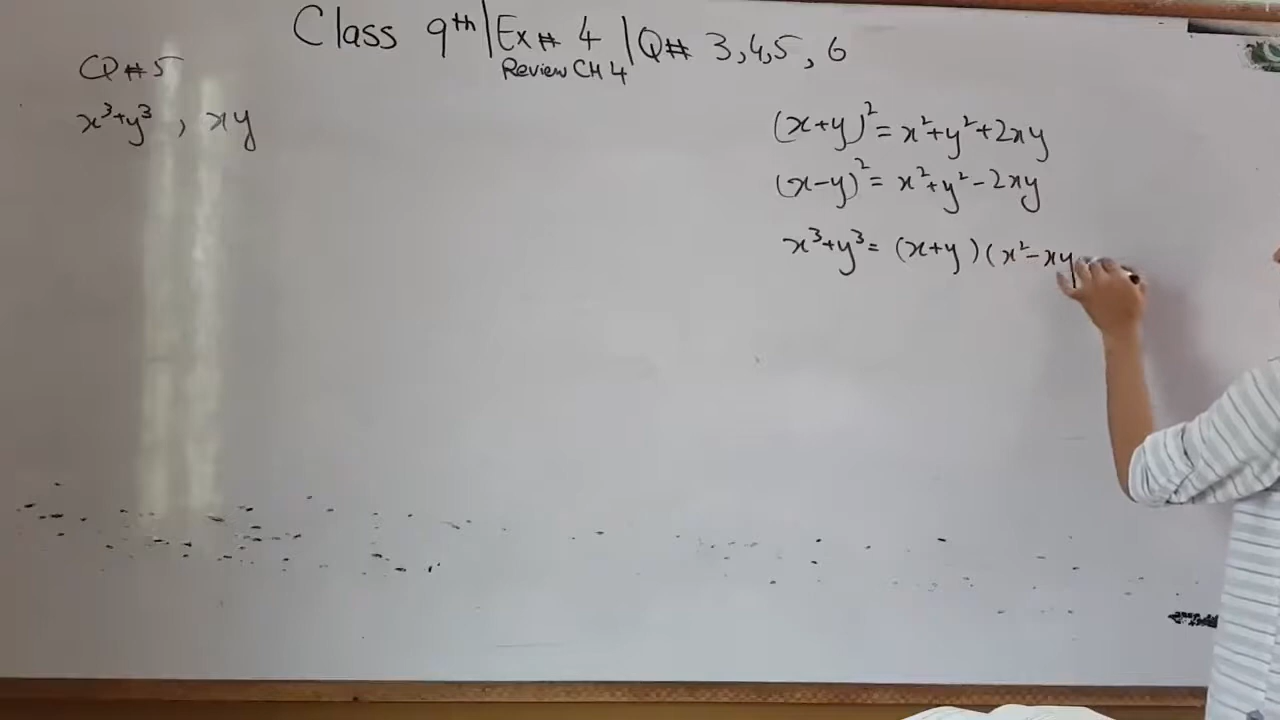 Class 9th | Ex # 4 | Q# 3,4,5,6
Review CH 4
Q # 5
x³+y³ , xy
(x+y)² = x²+y²+2xy
(x-y)² = x²+y²-2xy
x³+y³ = (x+y)(x²-xy